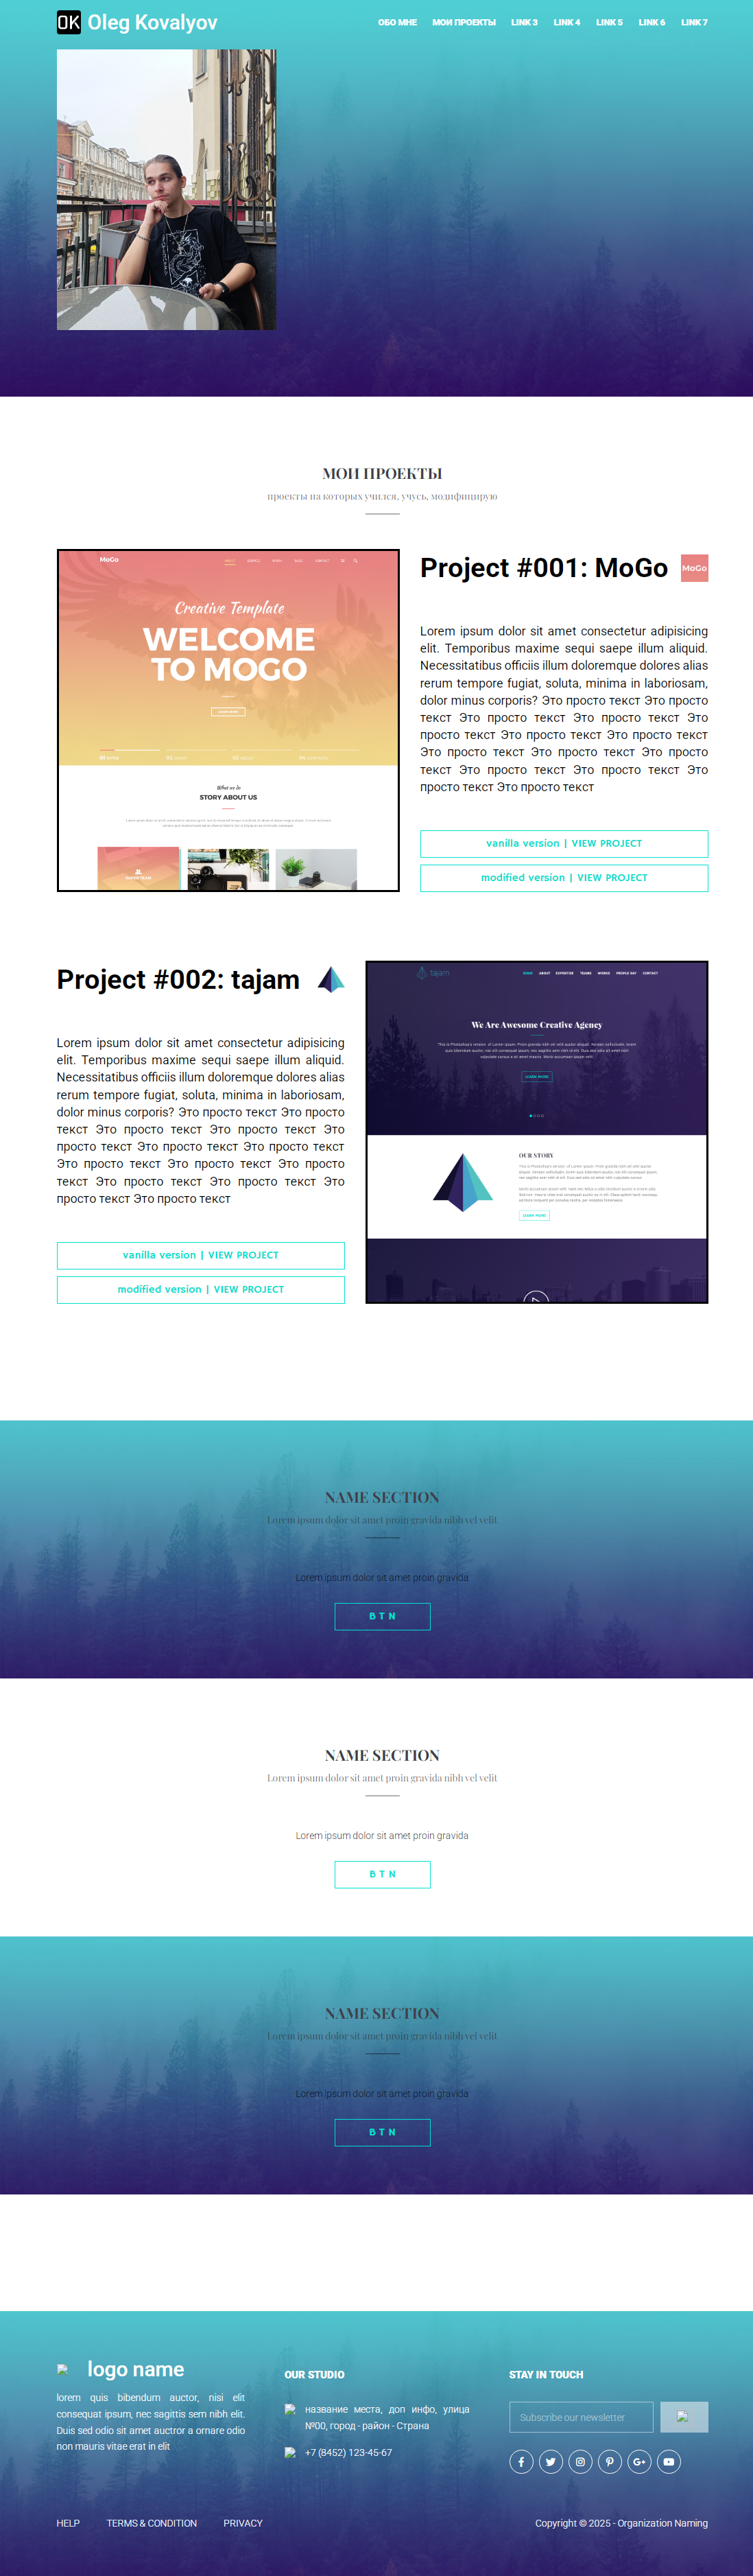 OK Oleg Kovalyov
ОБО МНЕ МОИ ПРОЕКТЫ LINK 3 LINK 4 LINK 5 LINK 6 LINK 7
МОИ ПРОЕКТЫ
проекты на которых учился, учусь, модифицирую
MoGo
Creative Template
WELCOME
TO MOGO
What we do
STORY ABOUT US
Project #001: MoGo
MoGo
Lorem ipsum dolor sit amet consectetur adipisicing
elit. Temporibus maxime sequi saepe illum aliquid.
Necessitatibus officiis illum doloremque dolores alias
rerum tempore fugiat, soluta, minima in laboriosam,
dolor minus corporis? Это просто текст Это просто
текст Это просто текст Это просто текст Это
просто текст Это просто текст Это просто текст
Это просто текст Это просто текст Это просто
текст Это просто текст Это просто текст Это
просто текст Это просто текст
vanilla version | VIEW PROJECT
modified version | VIEW PROJECT
Project #002: tajam
Lorem ipsum dolor sit amet consectetur adipisicing
elit. Temporibus maxime sequi saepe illum aliquid.
Necessitatibus officiis illum doloremque dolores alias
rerum tempore fugiat, soluta, minima in laboriosam,
dolor minus corporis? Это просто текст Это просто
текст Это просто текст Это просто текст Это
просто текст Это просто текст Это просто текст
Это просто текст Это просто текст Это просто
текст Это просто текст Это просто текст Это
просто текст Это просто текст
vanilla version | VIEW PROJECT
modified version | VIEW PROJECT
tajam
HOME ABOUT EXPERTISE TEAMS WORKS PEOPLE SAY CONTACT
We Are Awesome Creative Agency
LEARN MORE
OUR STORY
LEARN MORE
NAME SECTION
Lorem ipsum dolor sit amet proin gravida nibh vel velit
Lorem ipsum dolor sit amet proin gravida
BTN
NAME SECTION
Lorem ipsum dolor sit amet proin gravida nibh vel velit
Lorem ipsum dolor sit amet proin gravida
BTN
NAME SECTION
Lorem ipsum dolor sit amet proin gravida nibh vel velit
Lorem ipsum dolor sit amet proin gravida
BTN
logo name
lorem quis bibendum auctor, nisi elit
consequat ipsum, nec sagittis sem nibh elit.
Duis sed odio sit amet auctror a ornare odio
non mauris vitae erat in elit
OUR STUDIO
название места, доп инфо, улица
№00, город - район - Страна
+7 (8452) 123-45-67
STAY IN TOUCH
Subscribe our newsletter
HELP TERMS & CONDITION PRIVACY
Copyright © 2025 - Organization Naming